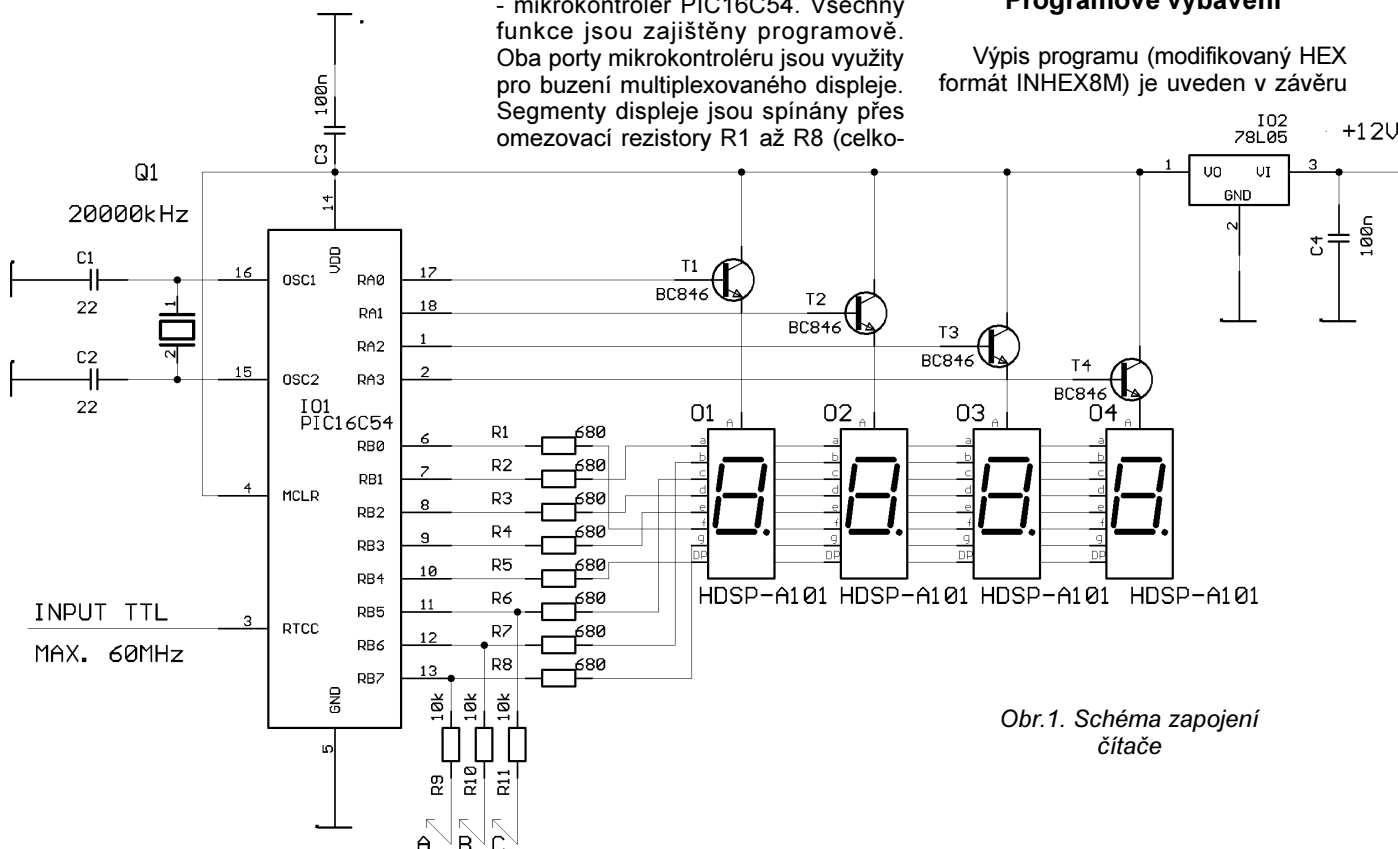 - mikrokontrolér PIC16C54. Všechny
funkce jsou zajištěny programově.
Oba porty mikrokontroléru jsou využity
pro buzení multiplexovaného displeje.
Segmenty displeje jsou spínány přes
omezovací rezistory R1 až R8 (celko-
Programové vybavení
Výpis programu (modifikovaný HEX
formát INHEX8M) je uveden v závěru
100n
C3
IO2
78L05
+12V
1
VO
VI
3
GND
2
C4
100n
Q1
20000kHz
14
C1
22
16
OSC1
VDD
RA0
17
T1
BC846
1
RA1
18
T2
BC846
2
RA2
1
T3
BC846
C2
22
15
OSC2
RA3
2
T4
BC846
IO1
PIC16C54
O1
O2
O3
O4
A
A
A
A
RB0
6
R1
680
RB1
7
R2
680
4
MCLR
RB2
8
R3
680
RB3
9
R4
680
RB4
10
R5
680
RB5
11
R6
680
RB6
12
R7
680
RB7
13
R8
680
a
b
c
d
e
f
g
DP
a
b
c
d
e
f
g
DP
a
b
c
d
e
f
g
DP
a
b
c
d
e
f
g
DP
HDSP-A101
HDSP-A101
HDSP-A101
HDSP-A101
INPUT TTL
MAX. 60MHz
3
RTCC
GND
5
10k
10k
10k
R9
R10
R11
A
B
C
Obr.1. Schéma zapojení
čítače